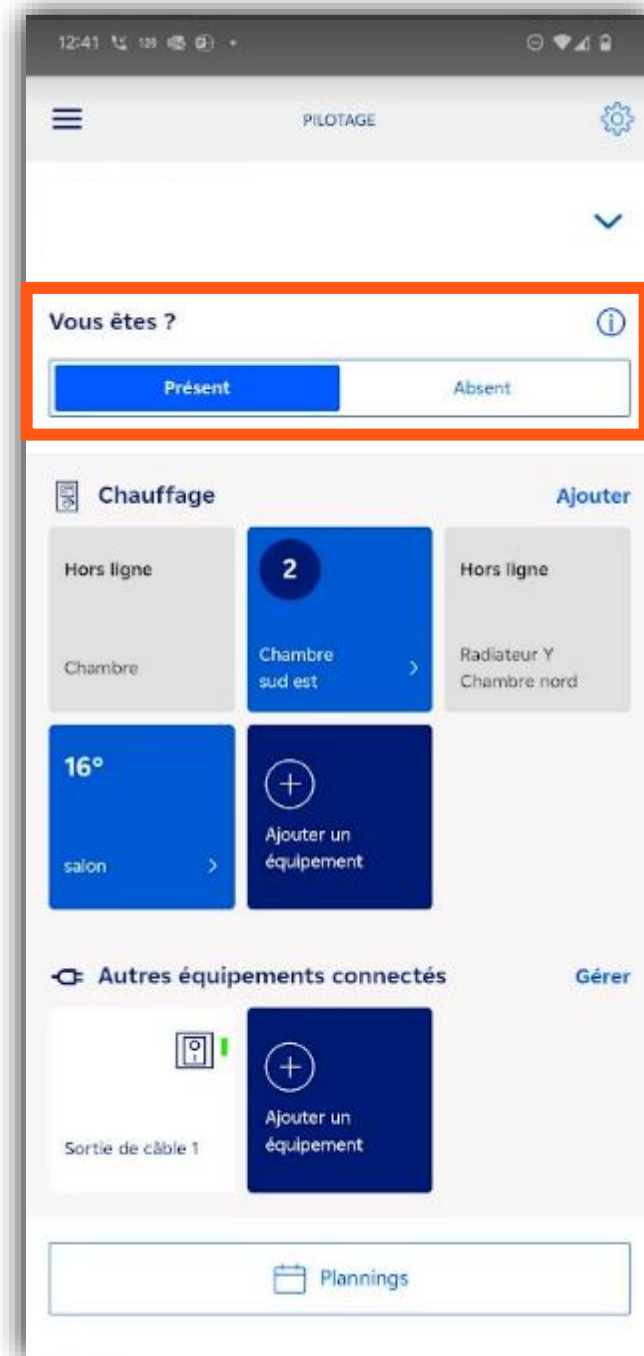 12:41
PILOTAGE
Vous êtes ?
Présent Absent
Chauffage Ajouter
Hors ligne
Chambre
2
Chambre
sud est
Hors ligne
Radiateur Y
Chambre nord
16°
salon
Ajouter un
équipement
Autres équipements connectés Gérer
Sortie de câble 1
Ajouter un
équipement
Plannings